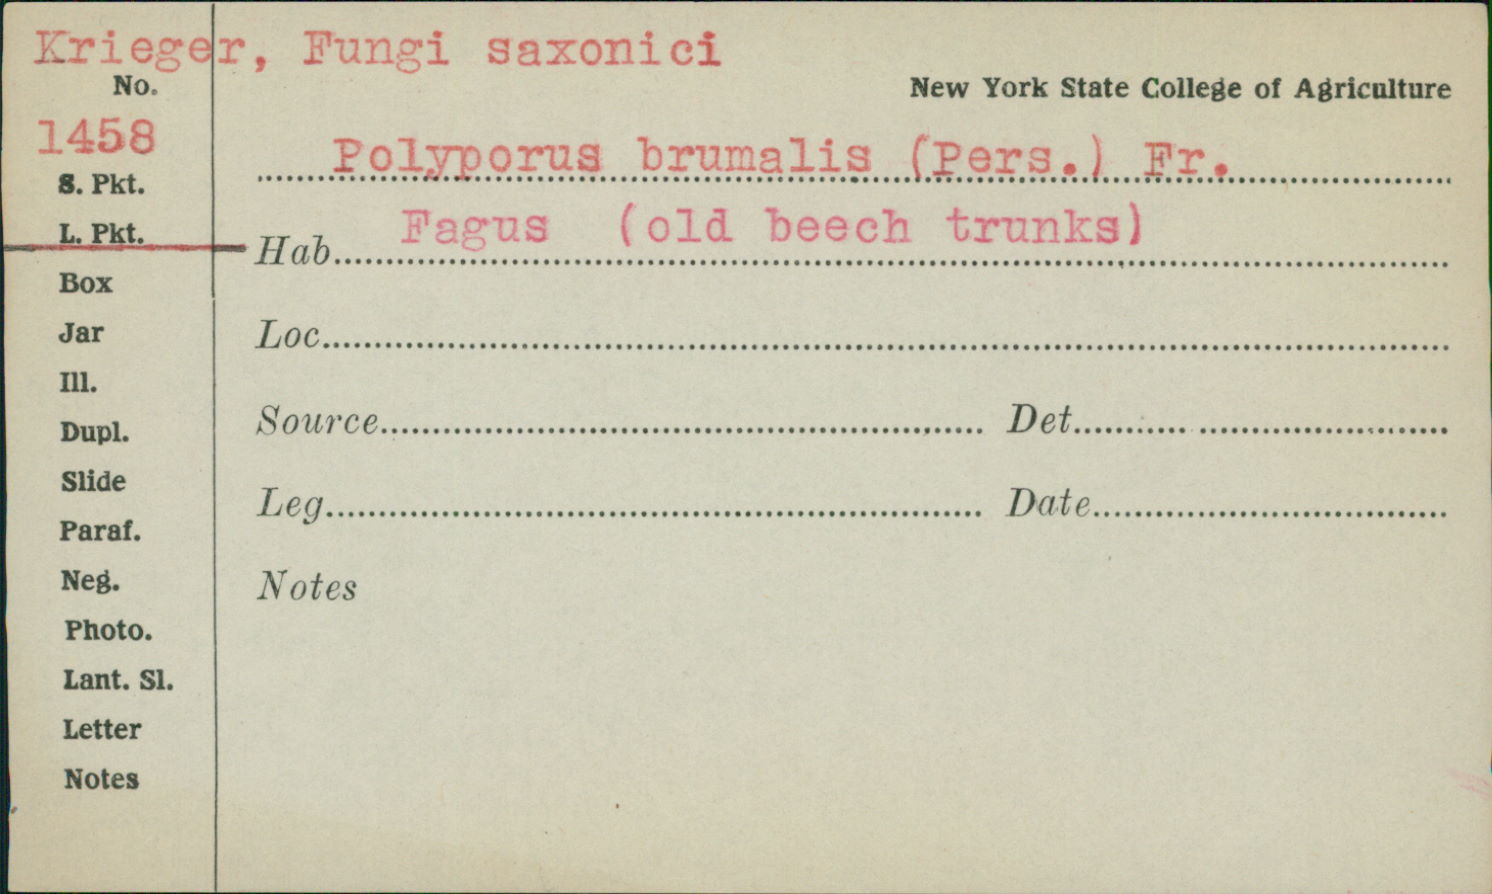 Krieger, Fungi saxonici
No.
New York State College of Agriculture
1458
Polyporus brumalis (Pers.) Fr.
S. Pkt.
Fagus (old beech trunks)
L. Pkt.
Hab.
Box
Jar
Loc.
Ill.
Dupl.
Source Det.
Slide
Leg. Date
Paraf.
Neg.
Notes
Photo.
Lant. Sl.
Letter
Notes